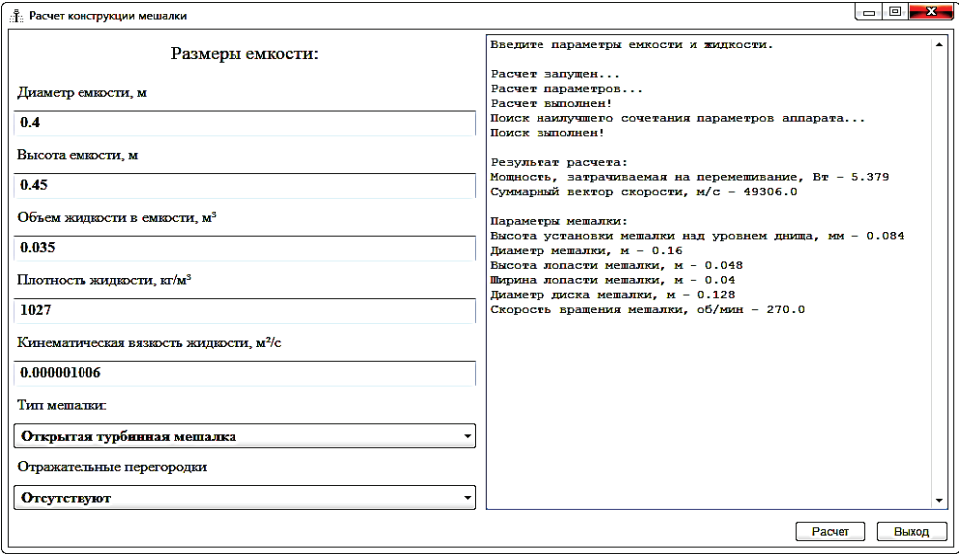 Расчет конструкции мешалки
Размеры емкости:
Диаметр емкости, м
0.4
Высота емкости, м
0.45
Объем жидкости в емкости, м³
0.035
Плотность жидкости, кг/м³
1027
Кинематическая вязкость жидкости, м²/с
0.000001006
Тип мешалки:
Открытая турбинная мешалка
Отражательные перегородки
Отсутствуют
Введите параметры емкости и жидкости.
Расчет запущен...
Расчет параметров...
Расчет выполнен!
Поиск наилучшего сочетания параметров аппарата...
Поиск выполнен!
Результат расчета:
Мощность, затрачиваемая на перемешивание, Вт - 5.379
Суммарный вектор скорости, м/с - 49306.0
Параметры мешалки:
Высота установки мешалки над уровнем днища, мм - 0.084
Диаметр мешалки, м - 0.16
Высота лопасти мешалки, м - 0.048
Ширина лопасти мешалки, м - 0.04
Диаметр диска мешалки, м - 0.128
Скорость вращения мешалки, об/мин - 270.0
Расчет
Выход